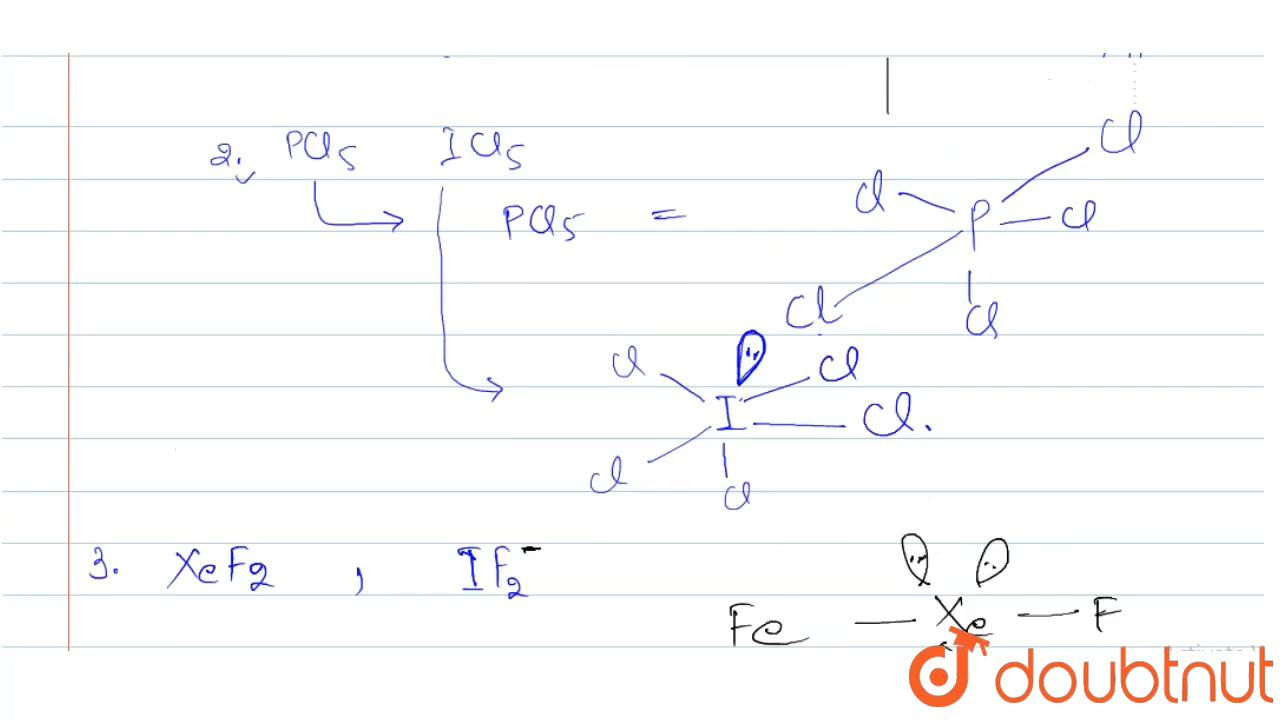 2. PCl5 ICl5
Cl
Cl
PCl5 =
P
Cl
Cl
Cl
Cl
Cl
I
Cl.
Cl
Cl
3. XeF2 , IF2-
Fe — Xe — F
doubtnut